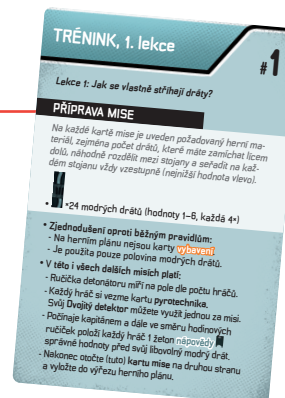 TRÉNINK, 1. lekce
#1
Lekce 1: Jak se vlastně stříhají dráty?
PŘÍPRAVA MISE
Na každé kartě mise je uveden požadovaný herní ma-
teriál, zejména počet drátů, které máte zamíchat lícem
dolů, náhodně rozdělit mezi stojany a seřadit na kaž-
dém stojanu vždy vzestupně (nejnižší hodnota vlevo).
• ×24 modrých drátů (hodnoty 1–6, každá 4×)
• Zjednodušení oproti běžným pravidlům:
- Na herním plánu nejsou karty vybavení.
- Je použita pouze polovina modrých drátů.
• V této i všech dalších misích platí:
- Ručička detonátoru míří na pole dle počtu hráčů.
- Každý hráč si vezme kartu pyrotechnika.
Svůj Dvojitý detektor můžete využít jednou za misi.
- Počínaje kapitánem a dále ve směru hodinových
ručiček položí každý hráč 1 žeton nápovědy
správné hodnoty před svůj libovolný modrý drát.
- Nakonec otočte (tuto) kartu mise na druhou stranu
a vyložte do výřezu herního plánu.